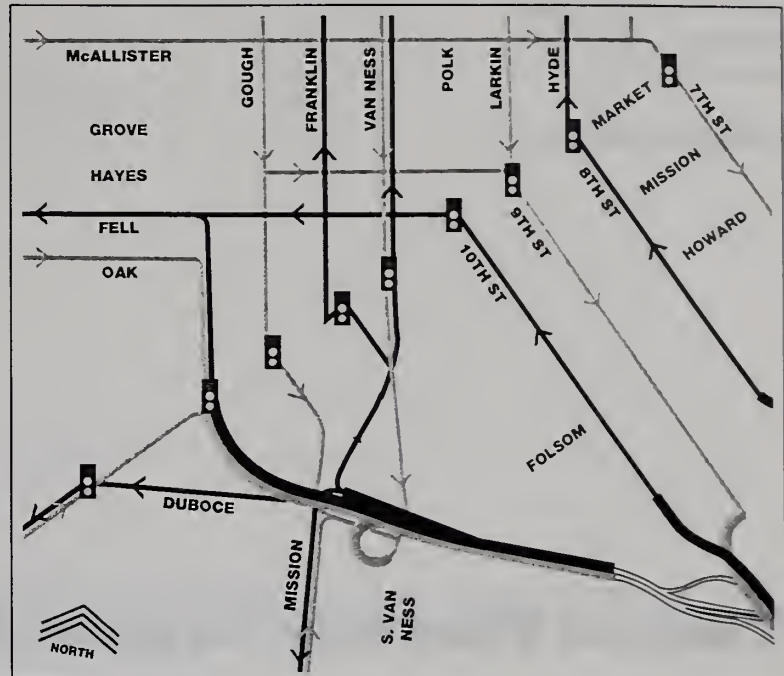 McALLISTER
GOUGH
FRANKLIN
VAN NESS
POLK
LARKIN
HYDE
MARKET
7TH ST
GROVE
MISSION
HAYES
8TH ST
9TH ST
HOWARD
FELL
10TH ST
OAK
FOLSOM
DUBOCE
MISSION
S. VAN
NESS
NORTH